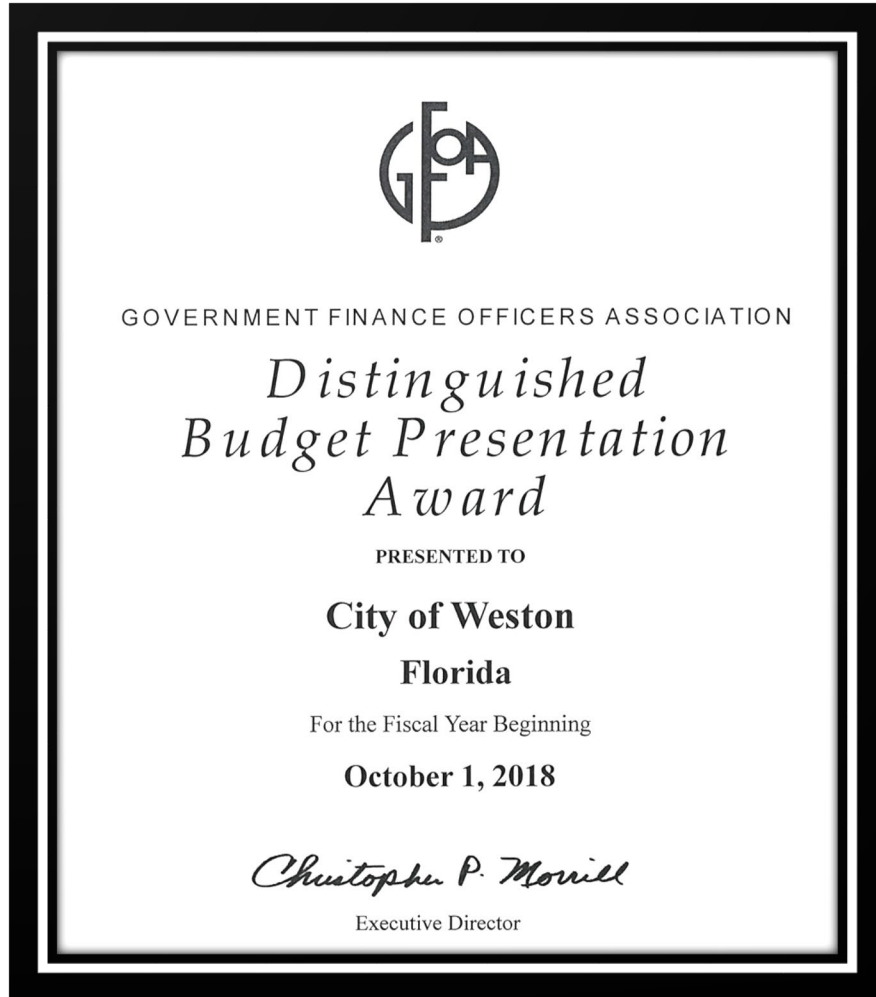 GFOA
®
GOVERNMENT FINANCE OFFICERS ASSOCIATION
Distinguished
Budget Presentation
Award
PRESENTED TO
City of Weston
Florida
For the Fiscal Year Beginning
October 1, 2018
Christopher P. Morrill
Executive Director